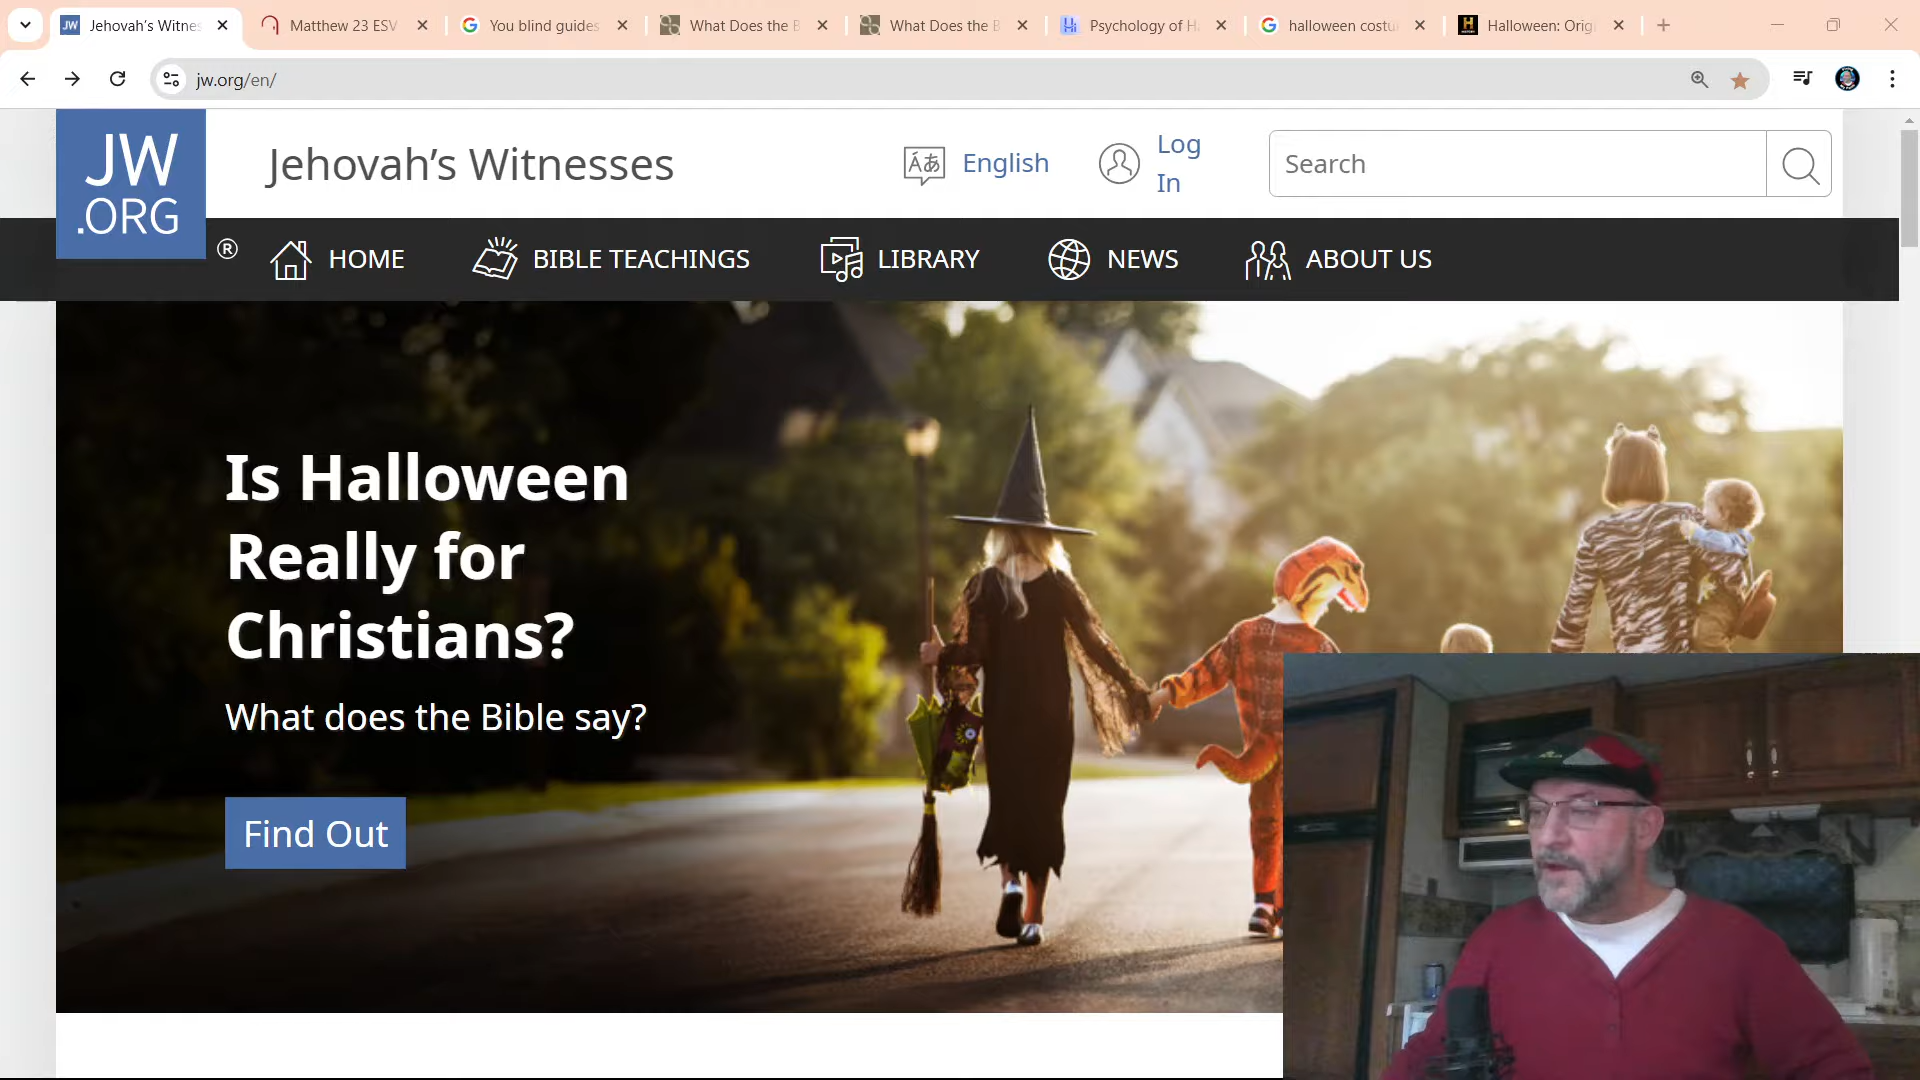 Jehovah's Witnes
Matthew 23 ESV
You blind guides
What Does the B
What Does the B
Psychology of H
halloween costu
Halloween: Orig
jw.org/en/
JW
.ORG
®
Jehovah's Witnesses
English
Log
In
Search
HOME
BIBLE TEACHINGS
LIBRARY
NEWS
ABOUT US
Is Halloween
Really for
Christians?
What does the Bible say?
Find Out